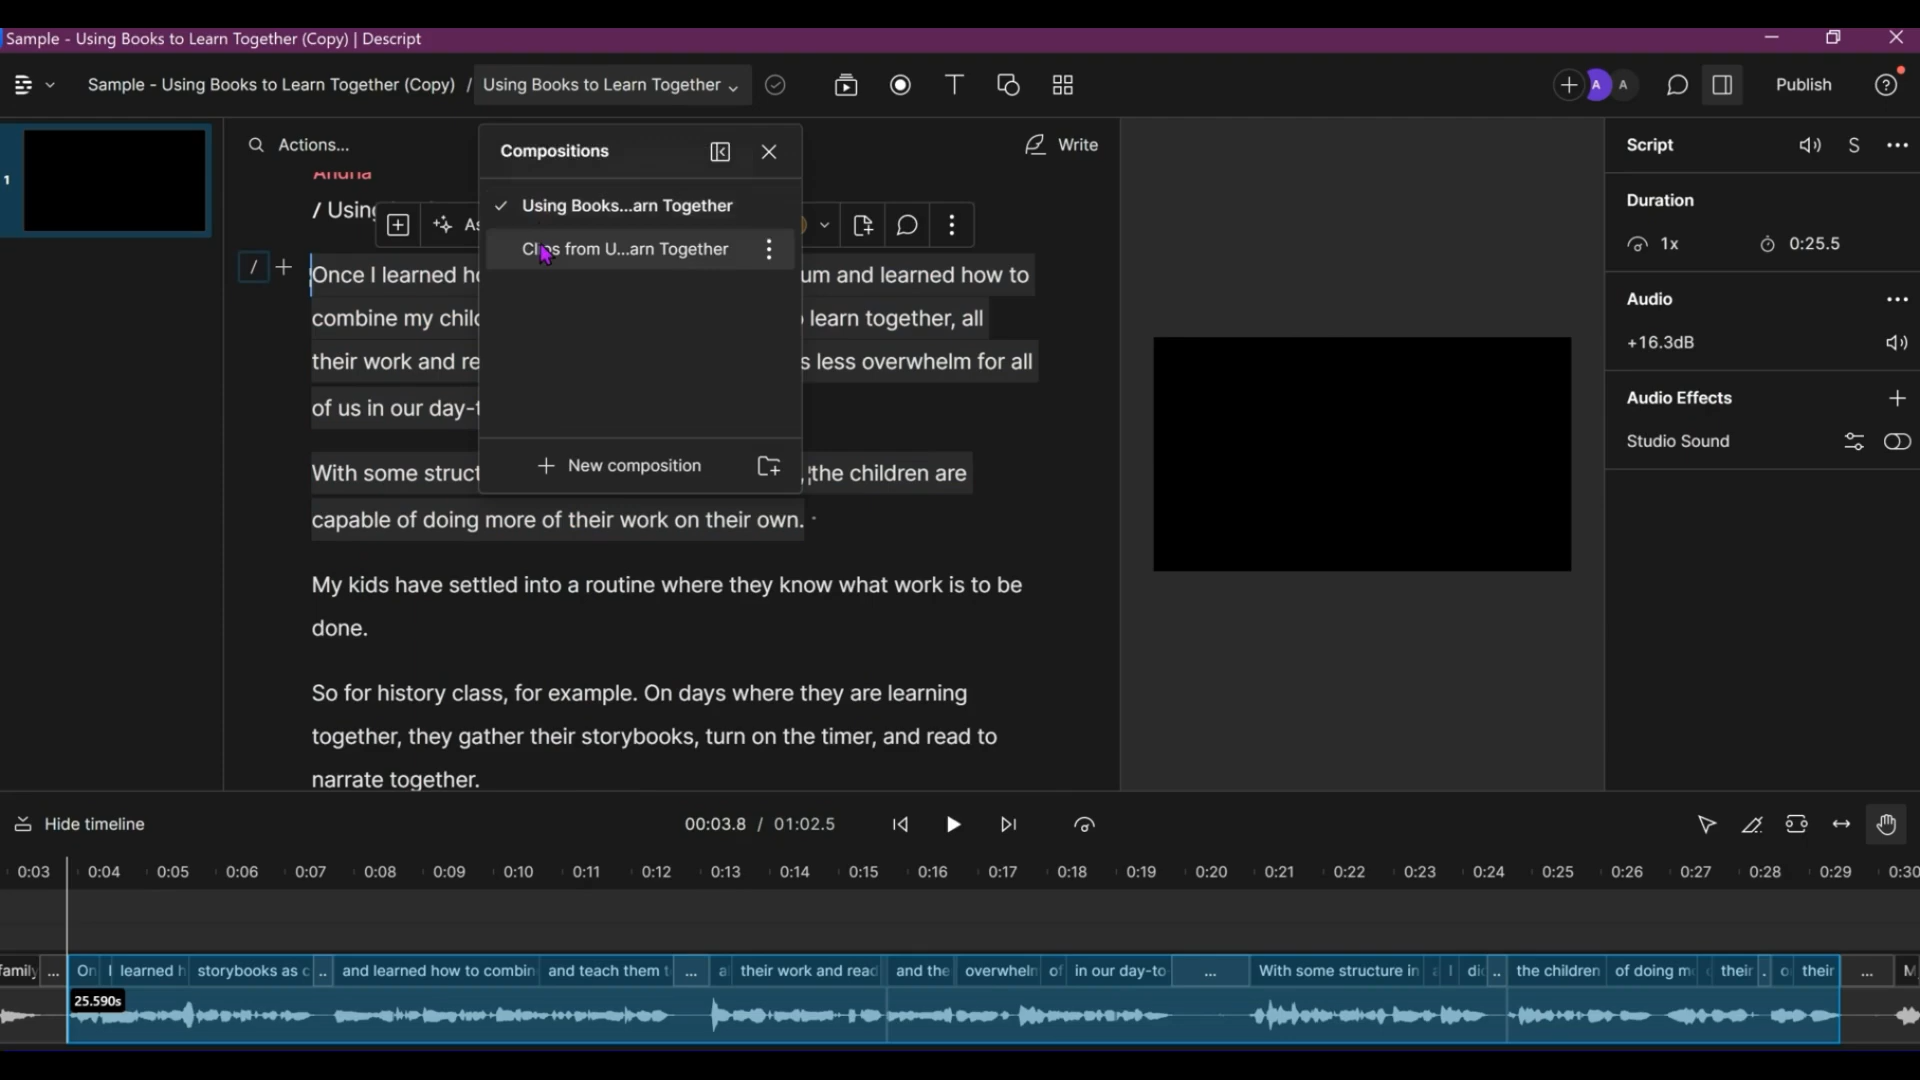 Sample - Using Books to Learn Together (Copy) | Descript
Sample - Using Books to Learn Together (Copy) / Using Books to Learn Together
A A Publish
1
Actions...
Write
/ Using
As
Compositions
Using Books...arn Together
Clips from U...arn Together
New composition
/ + Once I learned
um and learned how to
combine my
learn together, all
their work and
s less overwhelm for all
of us in our
With some
the children are
capable of doing more of their work on their own.
My kids have settled into a routine where they know what work is to be
done.
So for history class, for example. On days where they are learning
together, they gather their storybooks, turn on the timer, and read to
narrate together.
Script
S
Duration
1x
0:25.5
Audio
+16.3dB
Audio Effects
Studio Sound
Hide timeline
00:03.8 / 01:02.5
0:03 0:04 0:05 0:06 0:07 0:08 0:09 0:10 0:11 0:12 0:13 0:14 0:15 0:16 0:17 0:18 0:19 0:20 0:21 0:22 0:23 0:24 0:25 0:26 0:27 0:28 0:29 0:30
family ... On I learned h storybooks as c .. and learned how to combin and teach them t ... a their work and read and the overwhelm of in our day-to ... With some structure in I .. the children of doing m their . o their ... M
25.590s